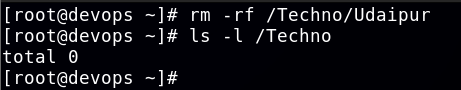 [root@devops ~]# rm -rf /Techno/Udaipur
[root@devops ~]# ls -l /Techno
total 0
[root@devops ~]#